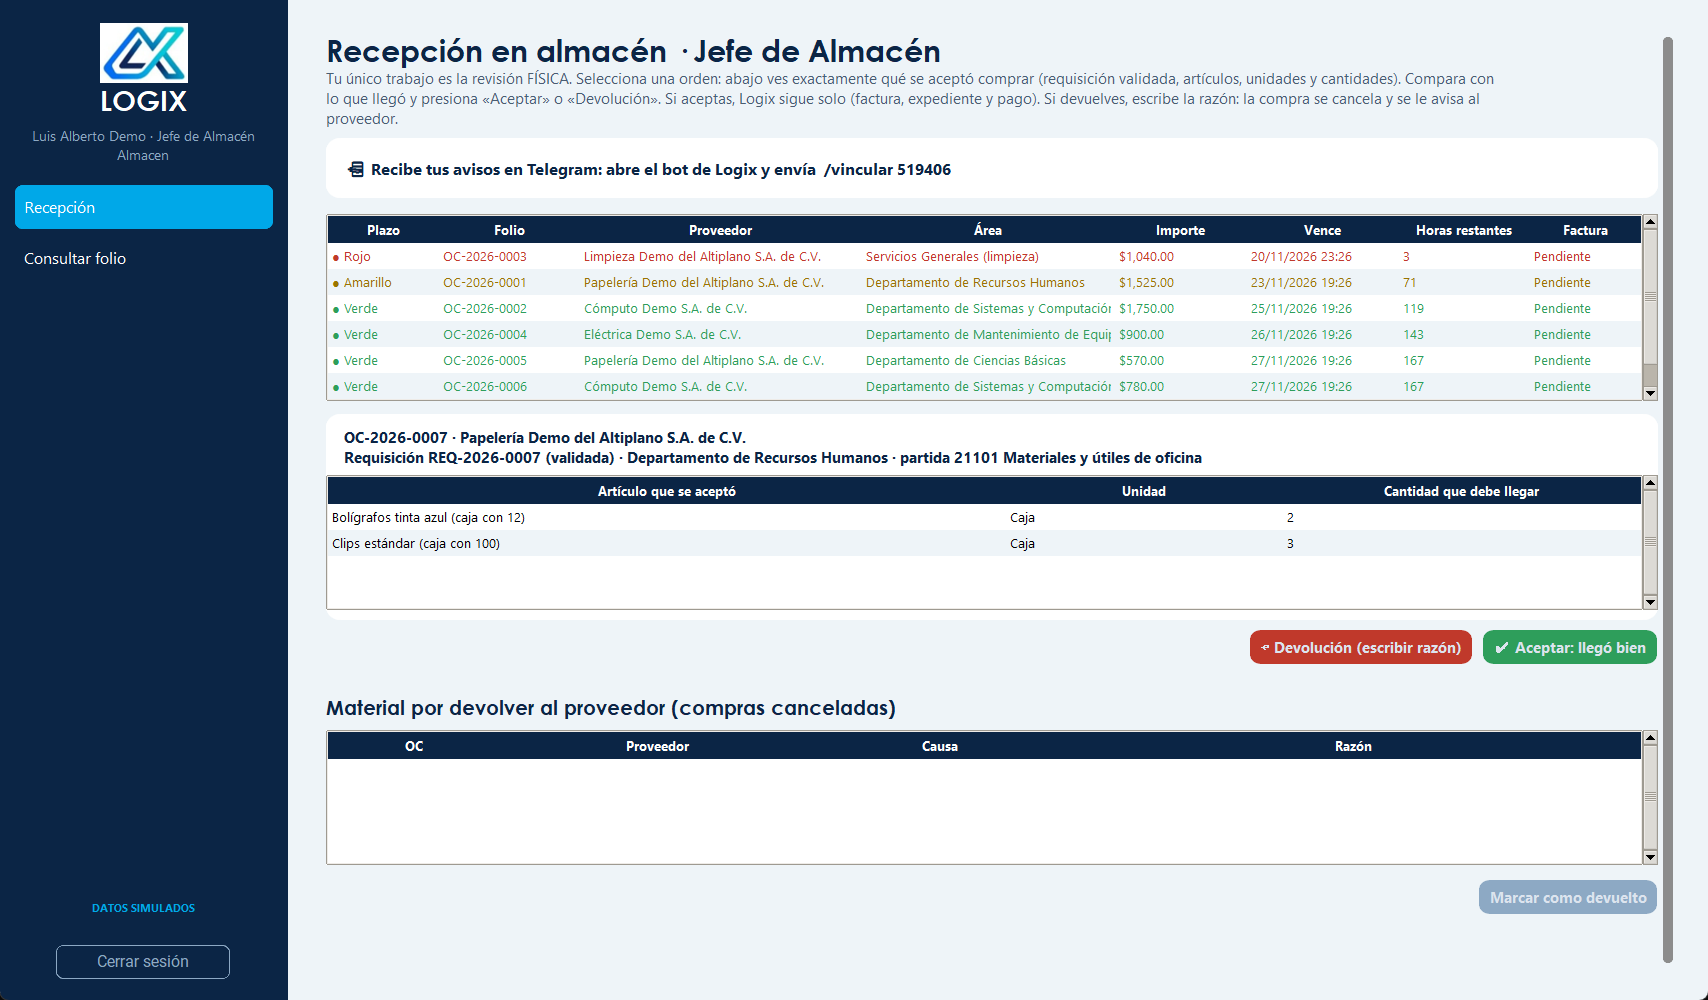 LOGIX
Luis Alberto Demo · Jefe de Almacén
Almacen
Recepción
Consultar folio
DATOS SIMULADOS
Cerrar sesión
Recepción en almacén · Jefe de Almacén
Tu único trabajo es la revisión FÍSICA. Selecciona una orden: abajo ves exactamente qué se aceptó comprar (requisición validada, artículos, unidades y cantidades). Compara con
lo que llegó y presiona «Aceptar» o «Devolución». Si aceptas, Logix sigue solo (factura, expediente y pago). Si devuelves, escribe la razón: la compra se cancela y se le avisa al
proveedor.
Recibe tus avisos en Telegram: abre el bot de Logix y envía /vincular 519406
Plazo Folio Proveedor Área Importe Vence Horas restantes Factura
● Rojo OC-2026-0003 Limpieza Demo del Altiplano S.A. de C.V. Servicios Generales (limpieza) $1,040.00 20/11/2026 23:26 3 Pendiente
● Amarillo OC-2026-0001 Papelería Demo del Altiplano S.A. de C.V. Departamento de Recursos Humanos $1,525.00 23/11/2026 19:26 71 Pendiente
● Verde OC-2026-0002 Cómputo Demo S.A. de C.V. Departamento de Sistemas y Computación $1,750.00 25/11/2026 19:26 119 Pendiente
● Verde OC-2026-0004 Eléctrica Demo S.A. de C.V. Departamento de Mantenimiento de Equip $900.00 26/11/2026 19:26 143 Pendiente
● Verde OC-2026-0005 Papelería Demo del Altiplano S.A. de C.V. Departamento de Ciencias Básicas $570.00 27/11/2026 19:26 167 Pendiente
● Verde OC-2026-0006 Cómputo Demo S.A. de C.V. Departamento de Sistemas y Computación $780.00 27/11/2026 19:26 167 Pendiente
OC-2026-0007 · Papelería Demo del Altiplano S.A. de C.V.
Requisición REQ-2026-0007 (validada) · Departamento de Recursos Humanos · partida 21101 Materiales y útiles de oficina
Artículo que se aceptó Unidad Cantidad que debe llegar
Bolígrafos tinta azul (caja con 12) Caja 2
Clips estándar (caja con 100) Caja 3
Devolución (escribir razón)
✔ Aceptar: llegó bien
Material por devolver al proveedor (compras canceladas)
OC Proveedor Causa Razón
Marcar como devuelto